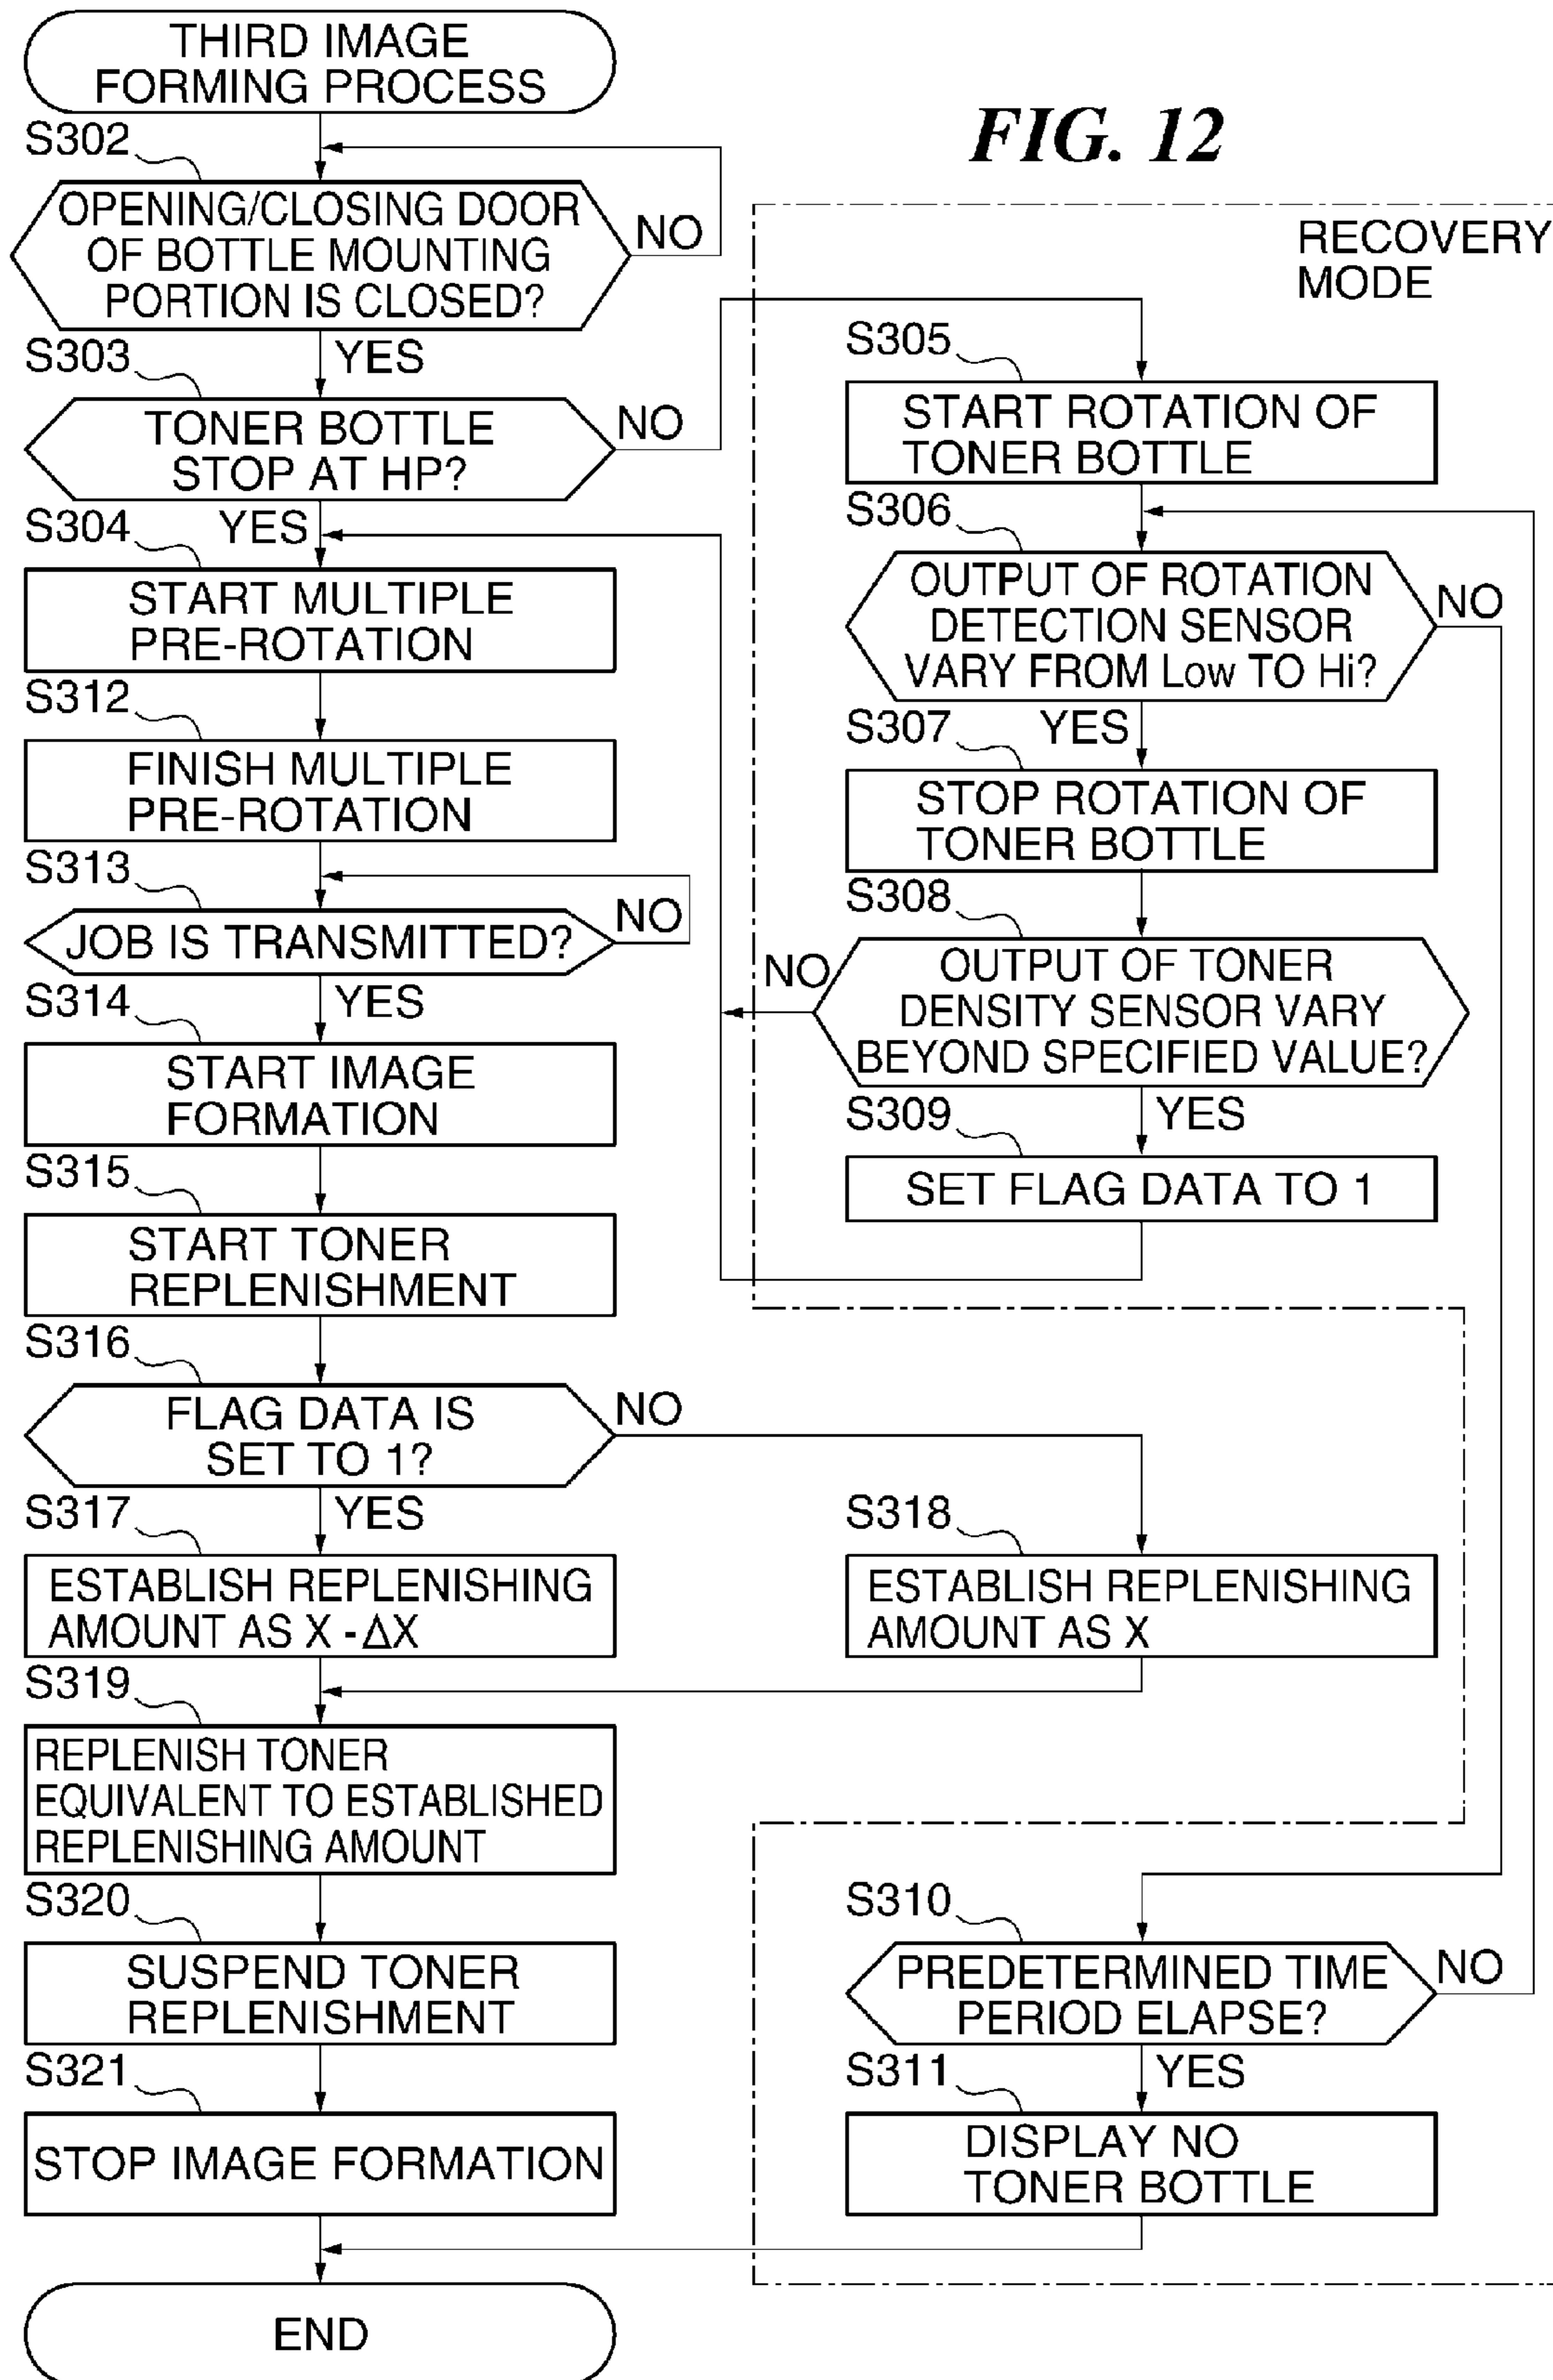 THIRD IMAGE
FORMING PROCESS
FIG. 12
S302
OPENING/CLOSING DOOR
OF BOTTLE MOUNTING
PORTION IS CLOSED?
NO
YES
S303
TONER BOTTLE
STOP AT HP?
NO
YES
S304
START MULTIPLE
PRE-ROTATION
S312
FINISH MULTIPLE
PRE-ROTATION
S313
JOB IS TRANSMITTED?
NO
YES
S314
START IMAGE
FORMATION
S315
START TONER
REPLENISHMENT
S316
FLAG DATA IS
SET TO 1?
NO
YES
S317
ESTABLISH REPLENISHING
AMOUNT AS X - ΔX
S318
ESTABLISH REPLENISHING
AMOUNT AS X
S319
REPLENISH TONER
EQUIVALENT TO ESTABLISHED
REPLENISHING AMOUNT
S320
SUSPEND TONER
REPLENISHMENT
S321
STOP IMAGE FORMATION
END
RECOVERY
MODE
S305
START ROTATION OF
TONER BOTTLE
S306
OUTPUT OF ROTATION
DETECTION SENSOR
VARY FROM Low TO Hi?
NO
YES
S307
STOP ROTATION OF
TONER BOTTLE
S308
OUTPUT OF TONER
DENSITY SENSOR VARY
BEYOND SPECIFIED VALUE?
NO
YES
S309
SET FLAG DATA TO 1
S310
PREDETERMINED TIME
PERIOD ELAPSE?
NO
YES
S311
DISPLAY NO
TONER BOTTLE